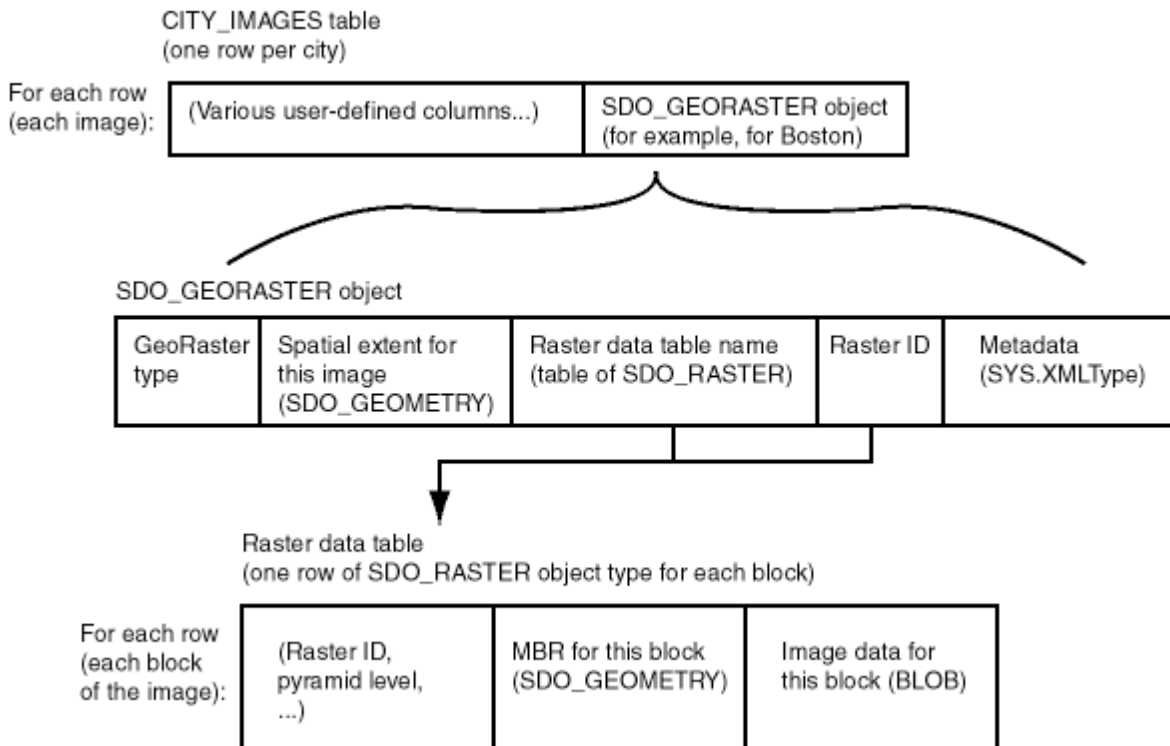 CITY_IMAGES table
(one row per city)
For each row
(each image):
(Various user-defined columns...)
SDO_GEORASTER object
(for example, for Boston)
SDO_GEORASTER object
GeoRaster
type
Spatial extent for
this image
(SDO_GEOMETRY)
Raster data table name
(table of SDO_RASTER)
Raster ID
Metadata
(SYS.XMLType)
Raster data table
(one row of SDO_RASTER object type for each block)
For each row
(each block
of the image):
(Raster ID,
pyramid level,
...)
MBR for this block
(SDO_GEOMETRY)
Image data for
this block (BLOB)